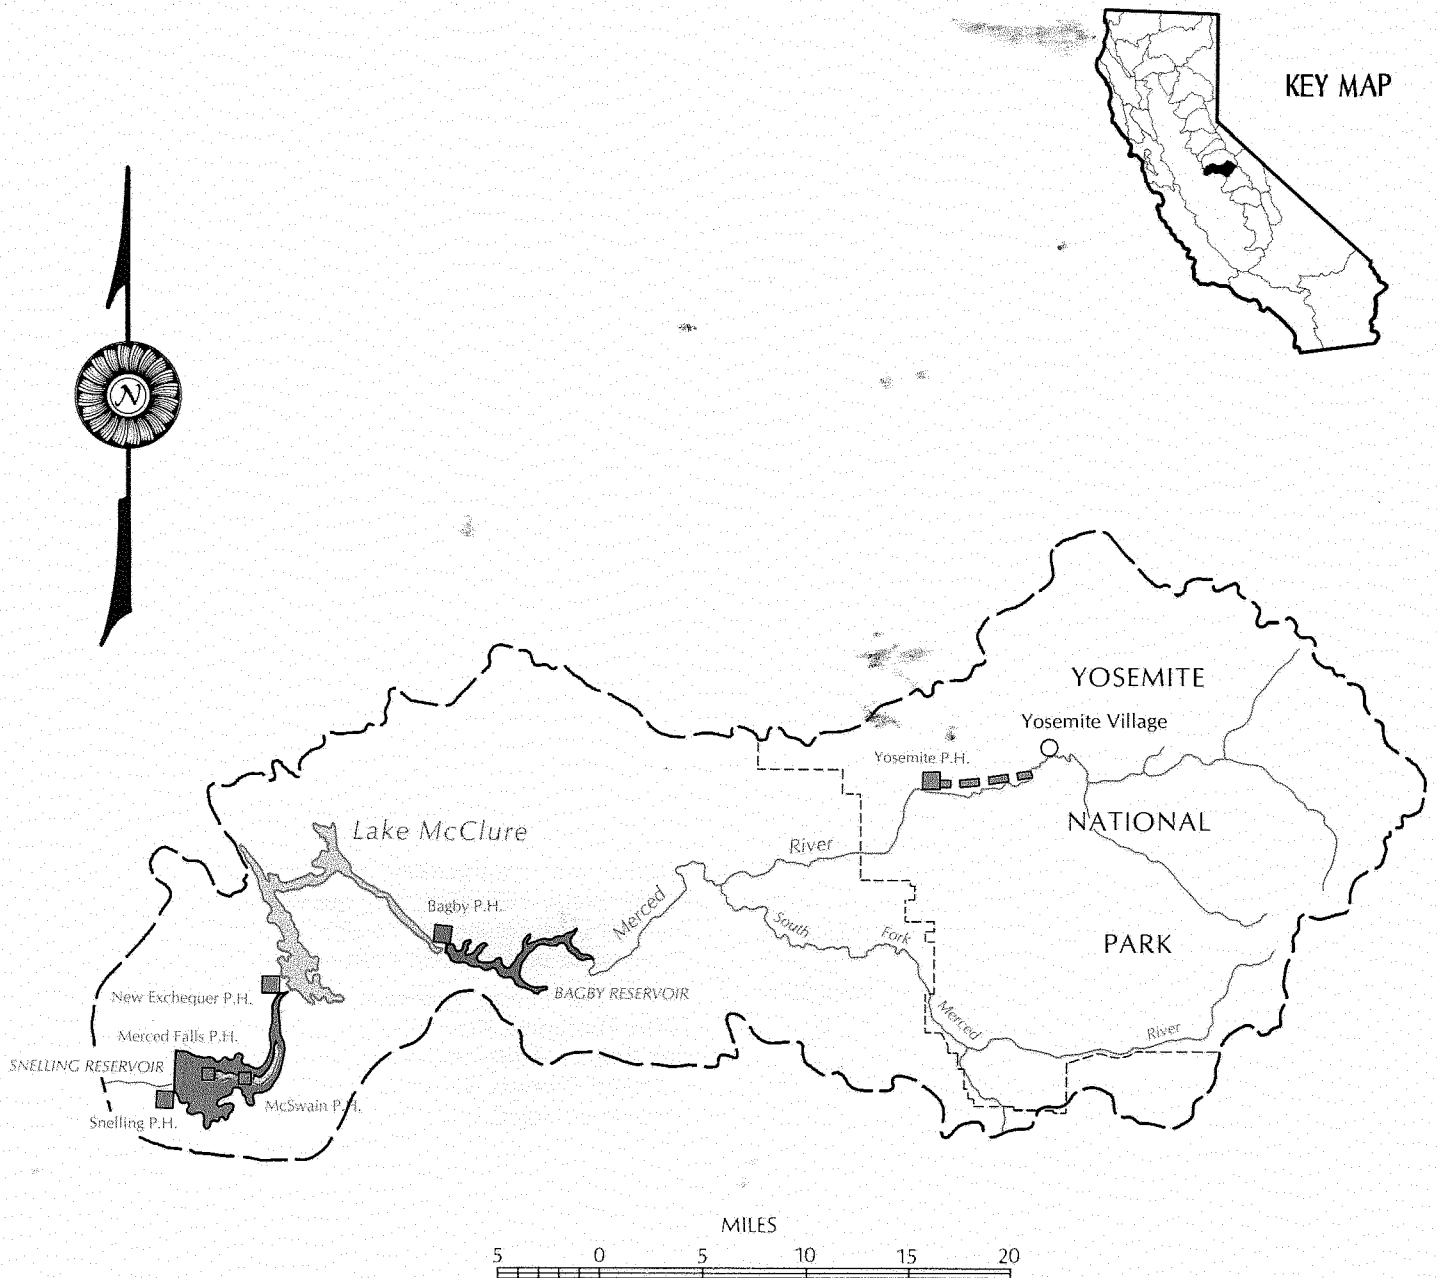 KEY MAP
N
YOSEMITE
Yosemite Village
Yosemite P.H.
NATIONAL
Lake McClure
River
Bagby P.H.
Merced
South
Fork
PARK
BAGBY RESERVOIR
New Exchequer P.H.
Merced
River
Merced Falls P.H.
SNELLING RESERVOIR
McSwain P.H.
Snelling P.H.
MILES
5 0 5 10 15 20